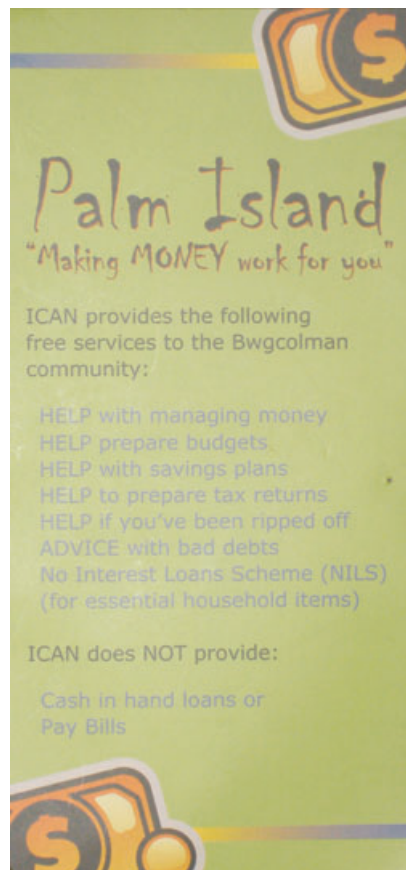 $
Palm Island
"Making MONEY work for you"
ICAN provides the following
free services to the Bwgcolman
community:
HELP with managing money
HELP prepare budgets
HELP with savings plans
HELP to prepare tax returns
HELP if you've been ripped off
ADVICE with bad debts
No Interest Loans Scheme (NILS)
(for essential household items)
ICAN does NOT provide:
Cash in hand loans or
Pay Bills
$